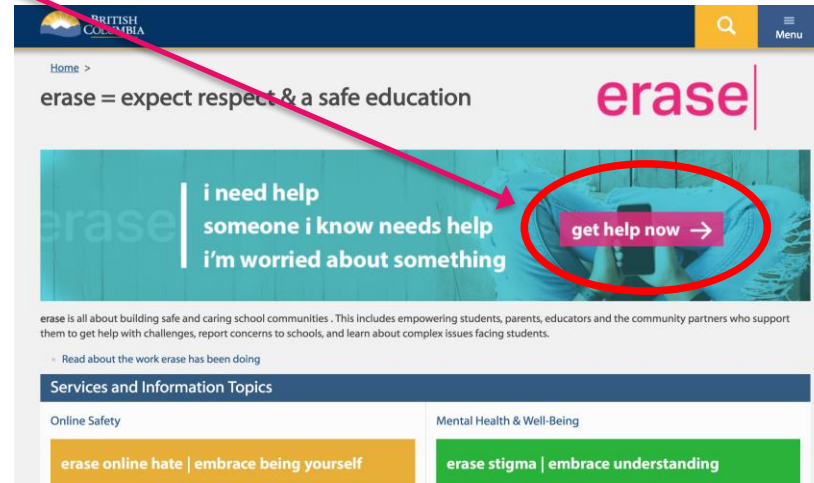 BRITISH
COLUMBIA
Menu
Home >
erase = expect respect & a safe education
erase
erase
i need help
someone i know needs help
i'm worried about something
get help now →
erase is all about building safe and caring school communities . This includes empowering students, parents, educators and the community partners who support
them to get help with challenges, report concerns to schools, and learn about complex issues facing students.
Read about the work erase has been doing
Services and Information Topics
Online Safety
Mental Health & Well-Being
erase online hate | embrace being yourself
erase stigma | embrace understanding